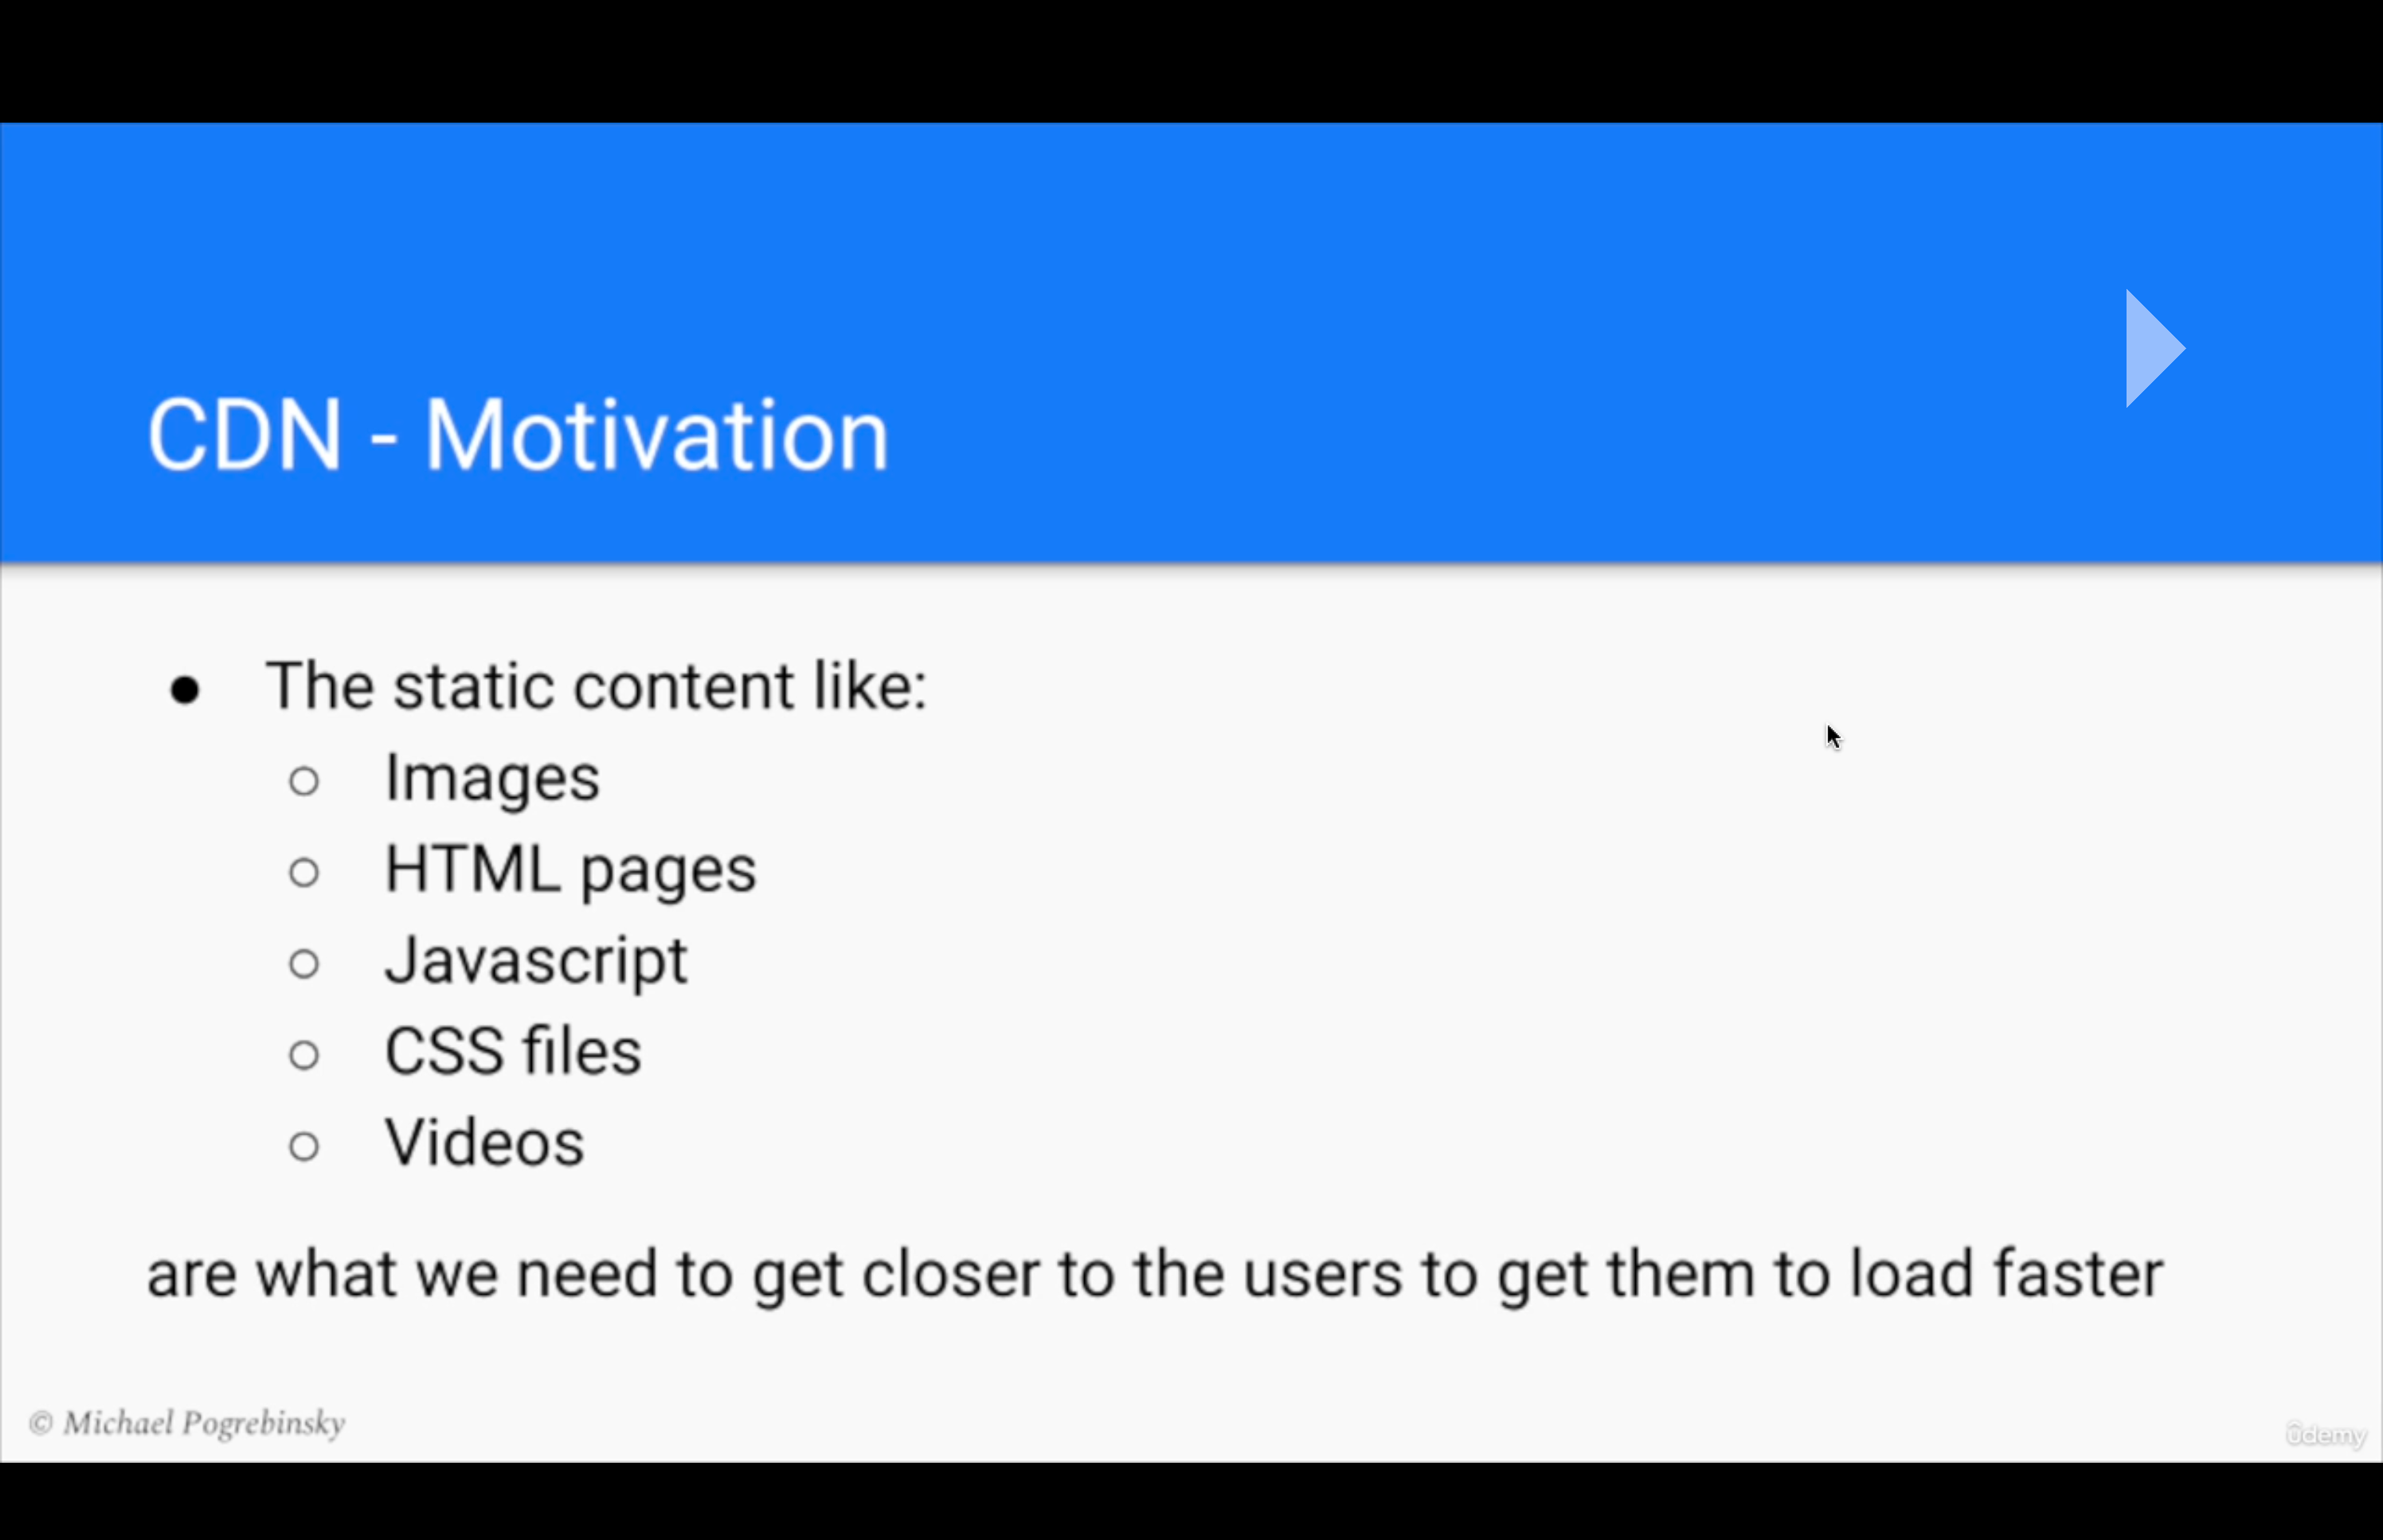 CDN - Motivation
● The static content like:
○ Images
○ HTML pages
○ Javascript
○ CSS files
○ Videos
are what we need to get closer to the users to get them to load faster
© Michael Pogrebinsky
ûdemy